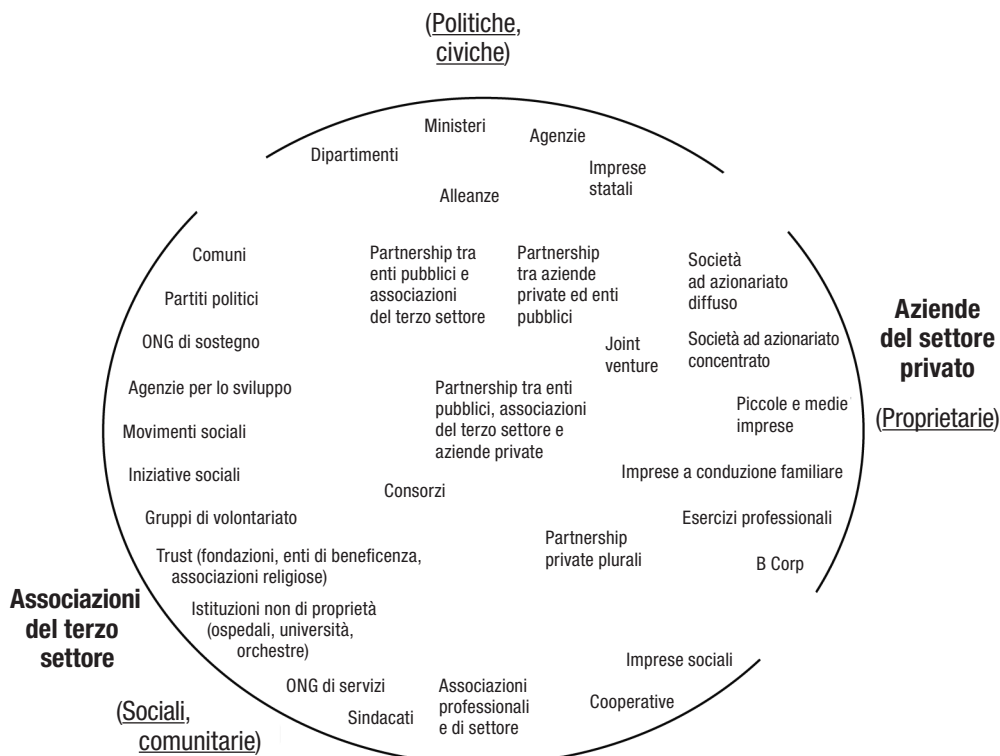 (Politiche,
civiche)
Ministeri
Agenzie
Dipartimenti
Imprese
statali
Alleanze
Comuni
Partnership tra
enti pubblici e
associazioni
del terzo settore
Partnership
tra aziende
private ed enti
pubblici
Società
ad azionariato
diffuso
Partiti politici
ONG di sostegno
Joint
venture
Società ad azionariato
concentrato
Aziende
del settore
privato
(Proprietarie)
Agenzie per lo sviluppo
Partnership tra enti
pubblici, associazioni
del terzo settore e
aziende private
Piccole e medie
imprese
Movimenti sociali
Iniziative sociali
Consorzi
Imprese a conduzione familiare
Gruppi di volontariato
Esercizi professionali
Partnership
private plurali
B Corp
Trust (fondazioni, enti di beneficenza,
associazioni religiose)
Associazioni
del terzo
settore
(Sociali,
comunitarie)
Istituzioni non di proprietà
(ospedali, università,
orchestre)
Imprese sociali
ONG di servizi
Sindacati
Associazioni
professionali
e di settore
Cooperative